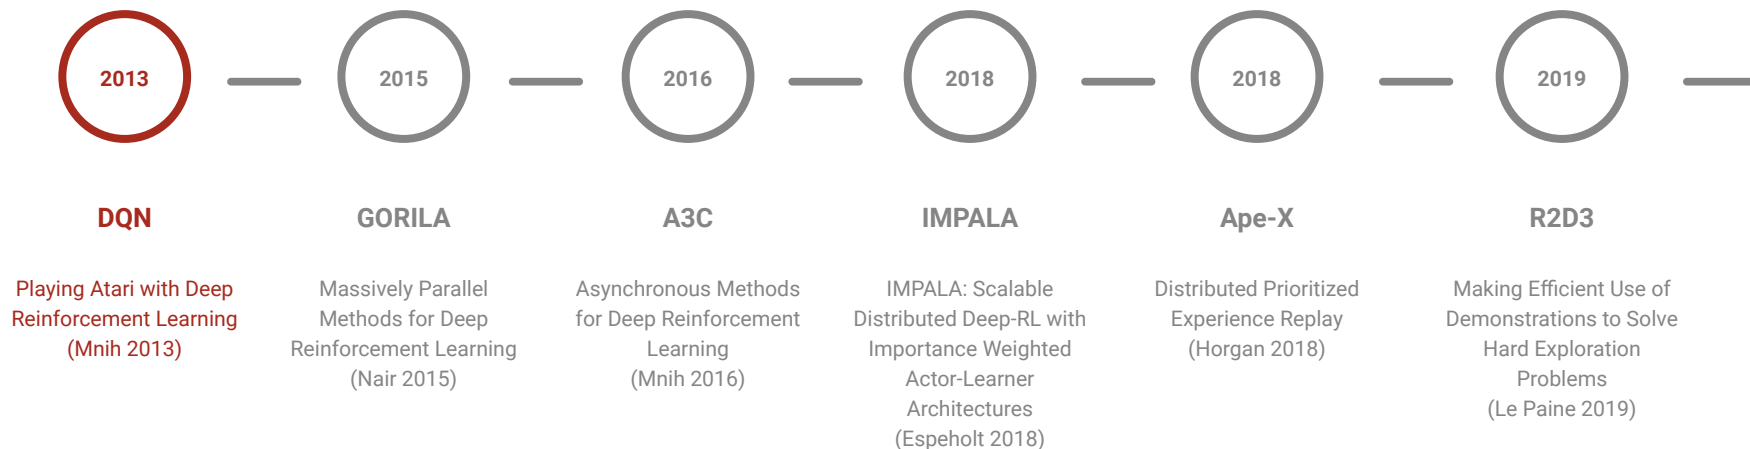 2013
DQN
Playing Atari with Deep
Reinforcement Learning
(Mnih 2013)
2015
GORILA
Massively Parallel
Methods for Deep
Reinforcement Learning
(Nair 2015)
2016
A3C
Asynchronous Methods
for Deep Reinforcement
Learning
(Mnih 2016)
2018
IMPALA
IMPALA: Scalable
Distributed Deep-RL with
Importance Weighted
Actor-Learner
Architectures
(Espeholt 2018)
2018
Ape-X
Distributed Prioritized
Experience Replay
(Horgan 2018)
2019
R2D3
Making Efficient Use of
Demonstrations to Solve
Hard Exploration
Problems
(Le Paine 2019)